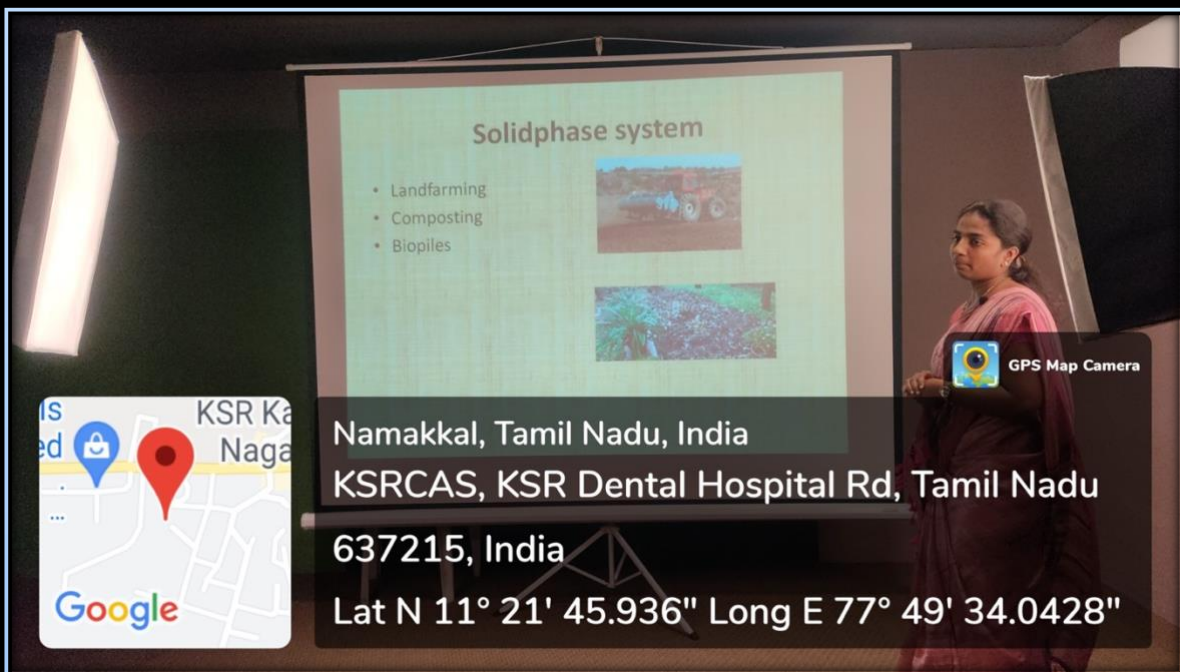 Solidphase system
• Landfarming
• Composting
• Biopiles
GPS Map Camera
KSR Ka
Naga
...
Google
Namakkal, Tamil Nadu, India
KSRCAS, KSR Dental Hospital Rd, Tamil Nadu
637215, India
Lat N 11° 21' 45.936" Long E 77° 49' 34.0428"